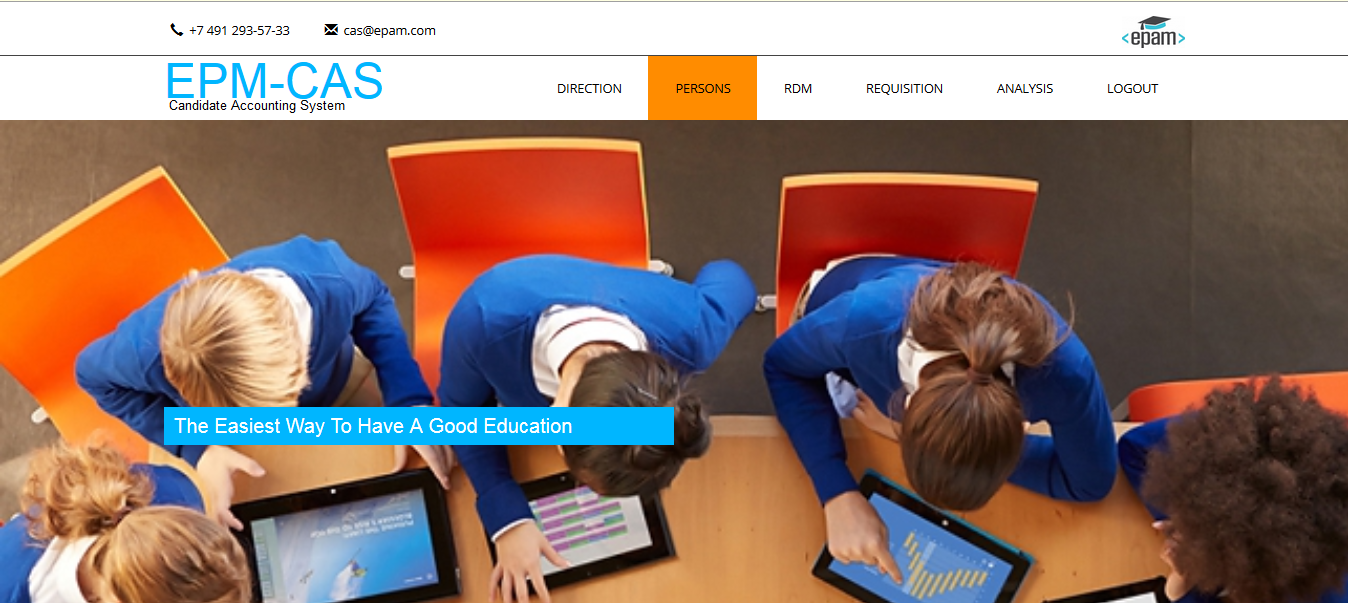 +7 491 293-57-33 cas@epam.com
<epam>
EPM-CAS
Candidate Accounting System
DIRECTION PERSONS RDM REQUISITION ANALYSIS LOGOUT
The Easiest Way To Have A Good Education